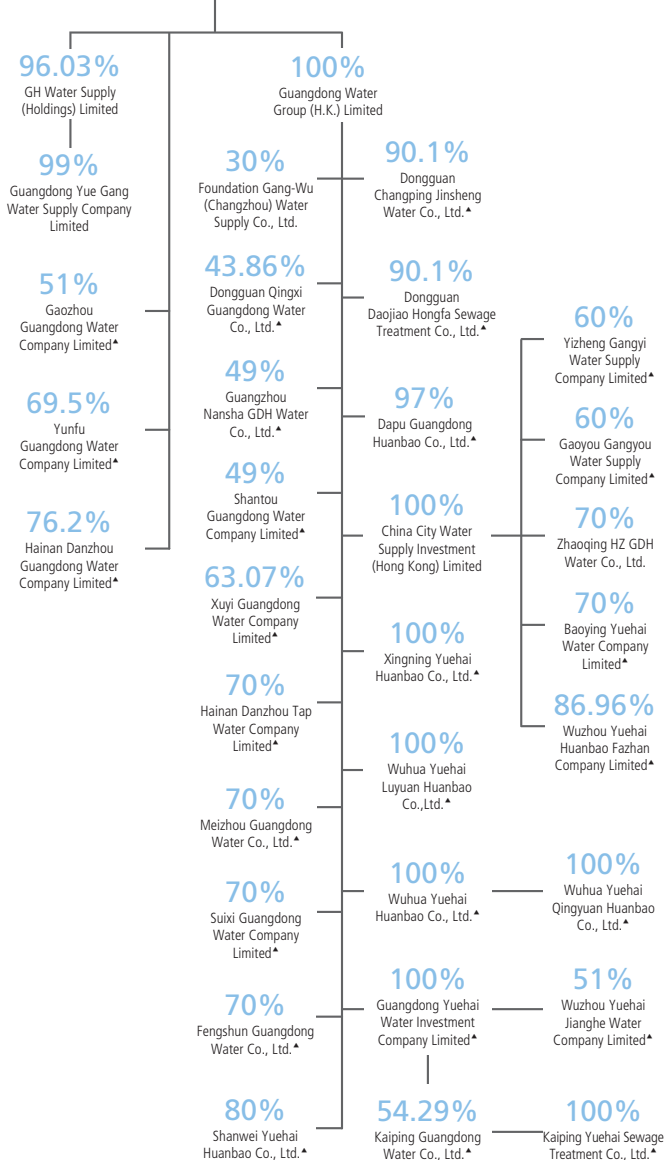 96.03%
GH Water Supply
(Holdings) Limited
99%
Guangdong Yue Gang
Water Supply Company
Limited
51%
Gaozhou
Guangdong Water
Company Limited▲
69.5%
Yunfu
Guangdong Water
Company Limited▲
76.2%
Hainan Danzhou
Guangdong Water
Company Limited▲
100%
Guangdong Water
Group (H.K.) Limited
30%
Foundation Gang-Wu
(Changzhou) Water
Supply Co., Ltd.
43.86%
Dongguan Qingxi
Guangdong Water
Co., Ltd.▲
49%
Guangzhou
Nansha GDH Water
Co., Ltd.▲
49%
Shantou
Guangdong Water
Company Limited▲
63.07%
Xuyi Guangdong
Water Company
Limited▲
70%
Hainan Danzhou Tap
Water Company
Limited▲
70%
Meizhou Guangdong
Water Co., Ltd.▲
70%
Suixi Guangdong
Water Company
Limited▲
70%
Fengshun Guangdong
Water Co., Ltd.▲
80%
Shanwei Yuehai
Huanbao Co., Ltd.▲
90.1%
Dongguan
Changping Jinsheng
Water Co., Ltd.▲
90.1%
Dongguan
Daojiao Hongfa Sewage
Treatment Co., Ltd.▲
97%
Dapu Guangdong
Huanbao Co., Ltd.▲
100%
China City Water
Supply Investment
(Hong Kong) Limited
100%
Xingning Yuehai
Huanbao Co., Ltd.▲
100%
Wuhua Yuehai
Luyuan Huanbao
Co.,Ltd.▲
100%
Wuhua Yuehai
Huanbao Co., Ltd.▲
100%
Guangdong Yuehai
Water Investment
Company Limited▲
54.29%
Kaiping Guangdong
Water Co., Ltd.▲
60%
Yizheng Gangyi
Water Supply
Company Limited▲
60%
Gaoyou Gangyou
Water Supply
Company Limited▲
70%
Zhaoqing HZ GDH
Water Co., Ltd.
70%
Baoying Yuehai
Water Company
Limited▲
86.96%
Wuzhou Yuehai
Huanbao Fazhan
Company Limited▲
100%
Wuhua Yuehai
Qingyuan Huanbao
Co., Ltd.▲
51%
Wuzhou Yuehai
Jianghe Water
Company Limited▲
100%
Kaiping Yuehai Sewage
Treatment Co., Ltd.▲